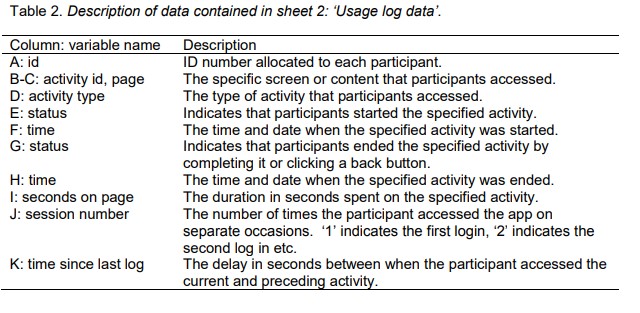 Table 2. Description of data contained in sheet 2: ‘Usage log data’.
Column: variable name Description
A: id ID number allocated to each participant.
B-C: activity id, page The specific screen or content that participants accessed.
D: activity type The type of activity that participants accessed.
E: status Indicates that participants started the specified activity.
F: time The time and date when the specified activity was started.
G: status Indicates that participants ended the specified activity by
completing it or clicking a back button.
H: time The time and date when the specified activity was ended.
I: seconds on page The duration in seconds spent on the specified activity.
J: session number The number of times the participant accessed the app on
separate occasions. ‘1’ indicates the first login, ‘2’ indicates the
second log in etc.
K: time since last log The delay in seconds between when the participant accessed the
current and preceding activity.